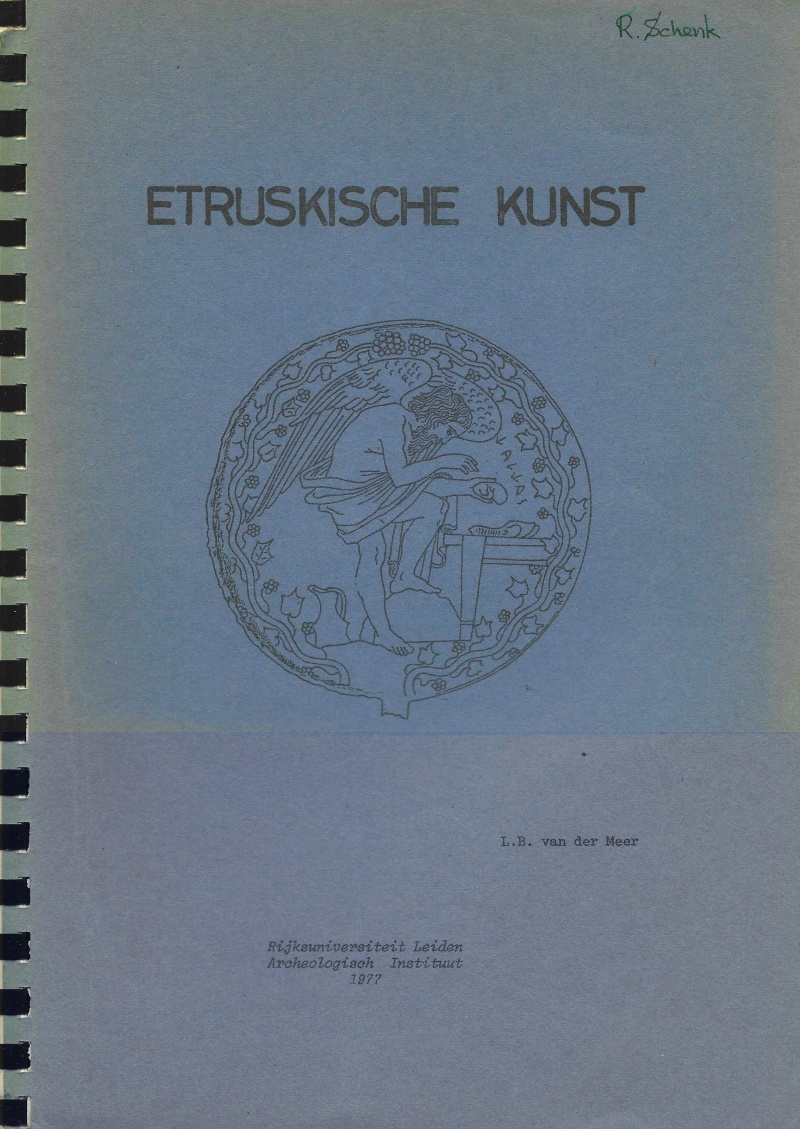 R. Schenk
ETRUSKISCHE KUNST
L.B. van der Meer
Rijksuniversiteit Leiden
Archeologisch Instituut
1977